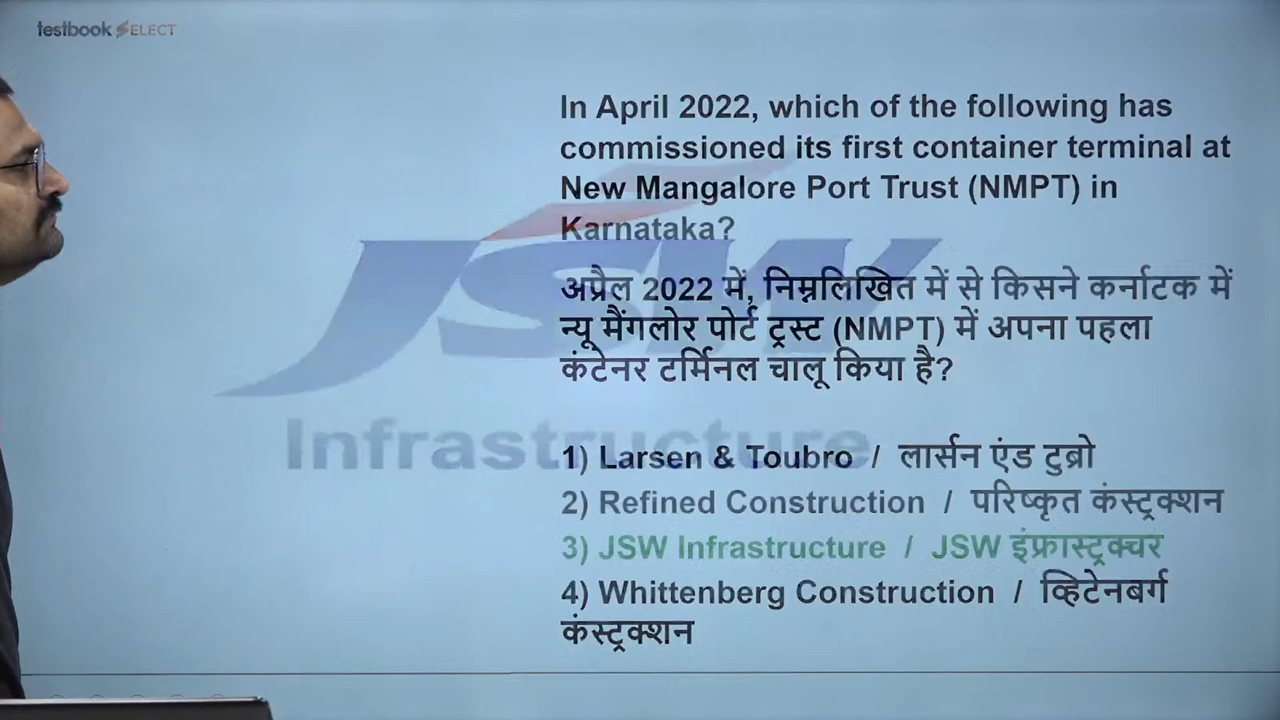 testbook SELECT
In April 2022, which of the following has
commissioned its first container terminal at
New Mangalore Port Trust (NMPT) in
Karnataka?
अप्रैल 2022 में, निम्नलिखित में से किसने कर्नाटक में
न्यू मैंगलोर पोर्ट ट्रस्ट (NMPT) में अपना पहला
कंटेनर टर्मिनल चालू किया है?
JSW
Infrastructure
1) Larsen & Toubro / लार्सन एंड टुब्रो
2) Refined Construction / परिष्कृत कंस्ट्रक्शन
3) JSW Infrastructure / JSW इंफ्रास्ट्रक्चर
4) Whittenberg Construction / व्हिटेनबर्ग
कंस्ट्रक्शन